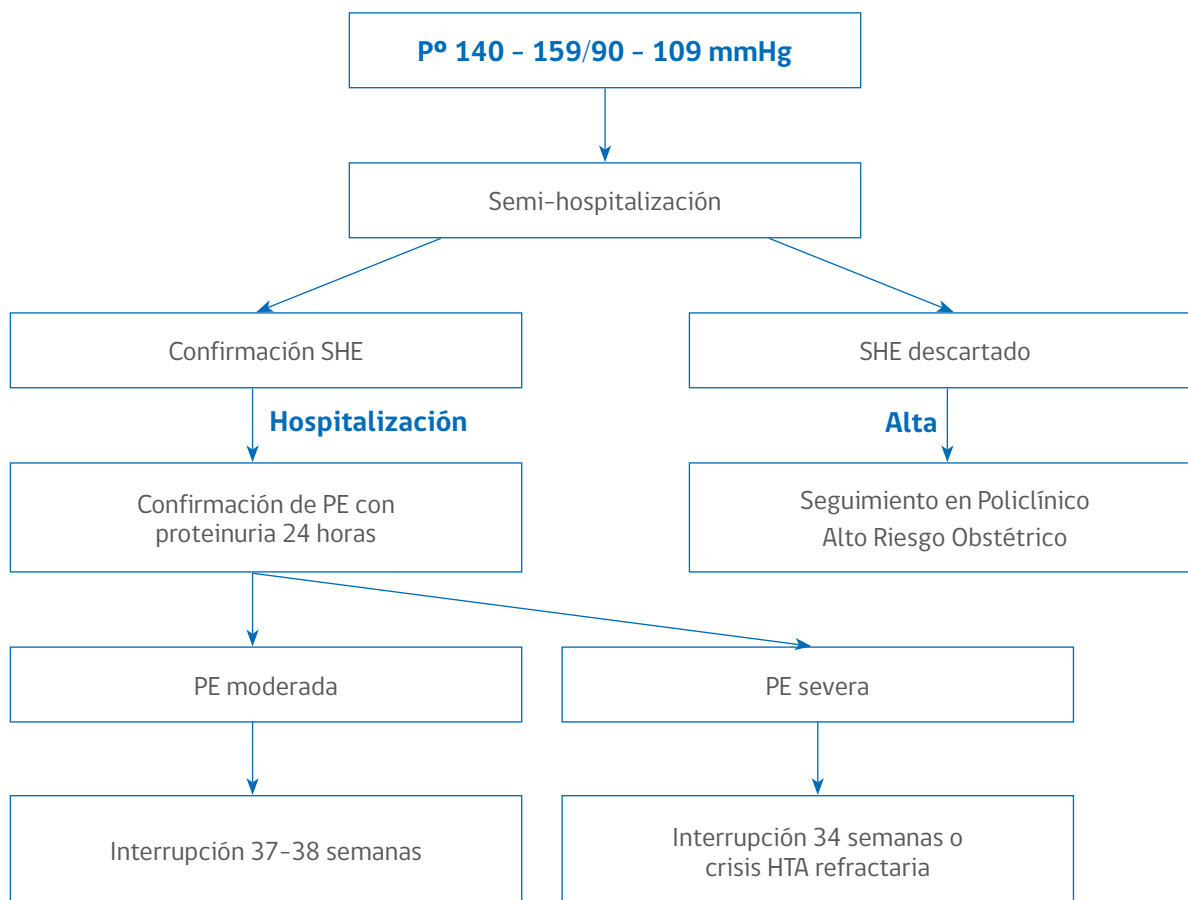 Pº 140 - 159/90 - 109 mmHg
Semi-hospitalización
Confirmación SHE
SHE descartado
Hospitalización
Alta
Confirmación de PE con
proteinuria 24 horas
Seguimiento en Policlínico
Alto Riesgo Obstétrico
PE moderada
PE severa
Interrupción 37-38 semanas
Interrupción 34 semanas o
crisis HTA refractaria